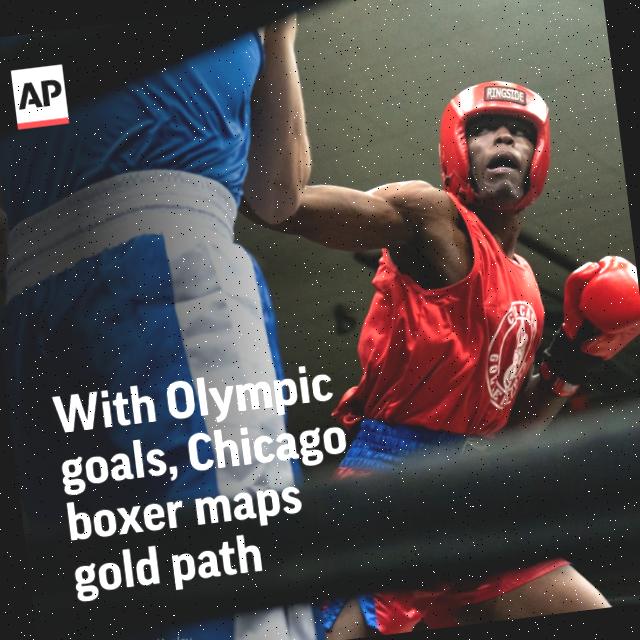 AP
RINGSIDE
With Olympic
goals, Chicago
boxer maps
gold path